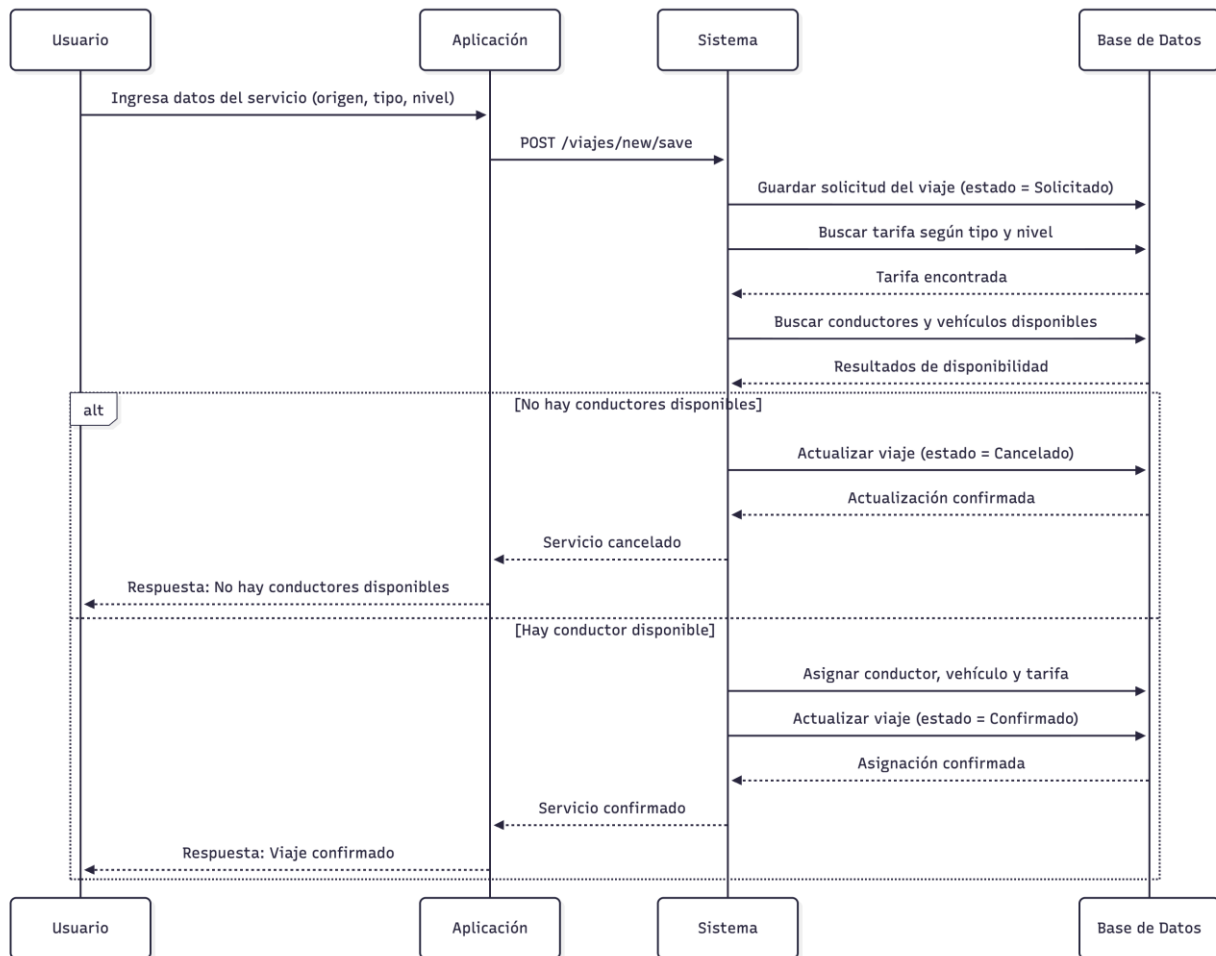 Usuario
Aplicación
Sistema
Base de Datos
Ingresa datos del servicio (origen, tipo, nivel)
POST /viajes/new/save
Guardar solicitud del viaje (estado = Solicitado)
Buscar tarifa según tipo y nivel
Tarifa encontrada
Buscar conductores y vehículos disponibles
Resultados de disponibilidad
alt
[No hay conductores disponibles]
Actualizar viaje (estado = Cancelado)
Actualización confirmada
Servicio cancelado
Respuesta: No hay conductores disponibles
[Hay conductor disponible]
Asignar conductor, vehículo y tarifa
Actualizar viaje (estado = Confirmado)
Asignación confirmada
Servicio confirmado
Respuesta: Viaje confirmado
Usuario
Aplicación
Sistema
Base de Datos